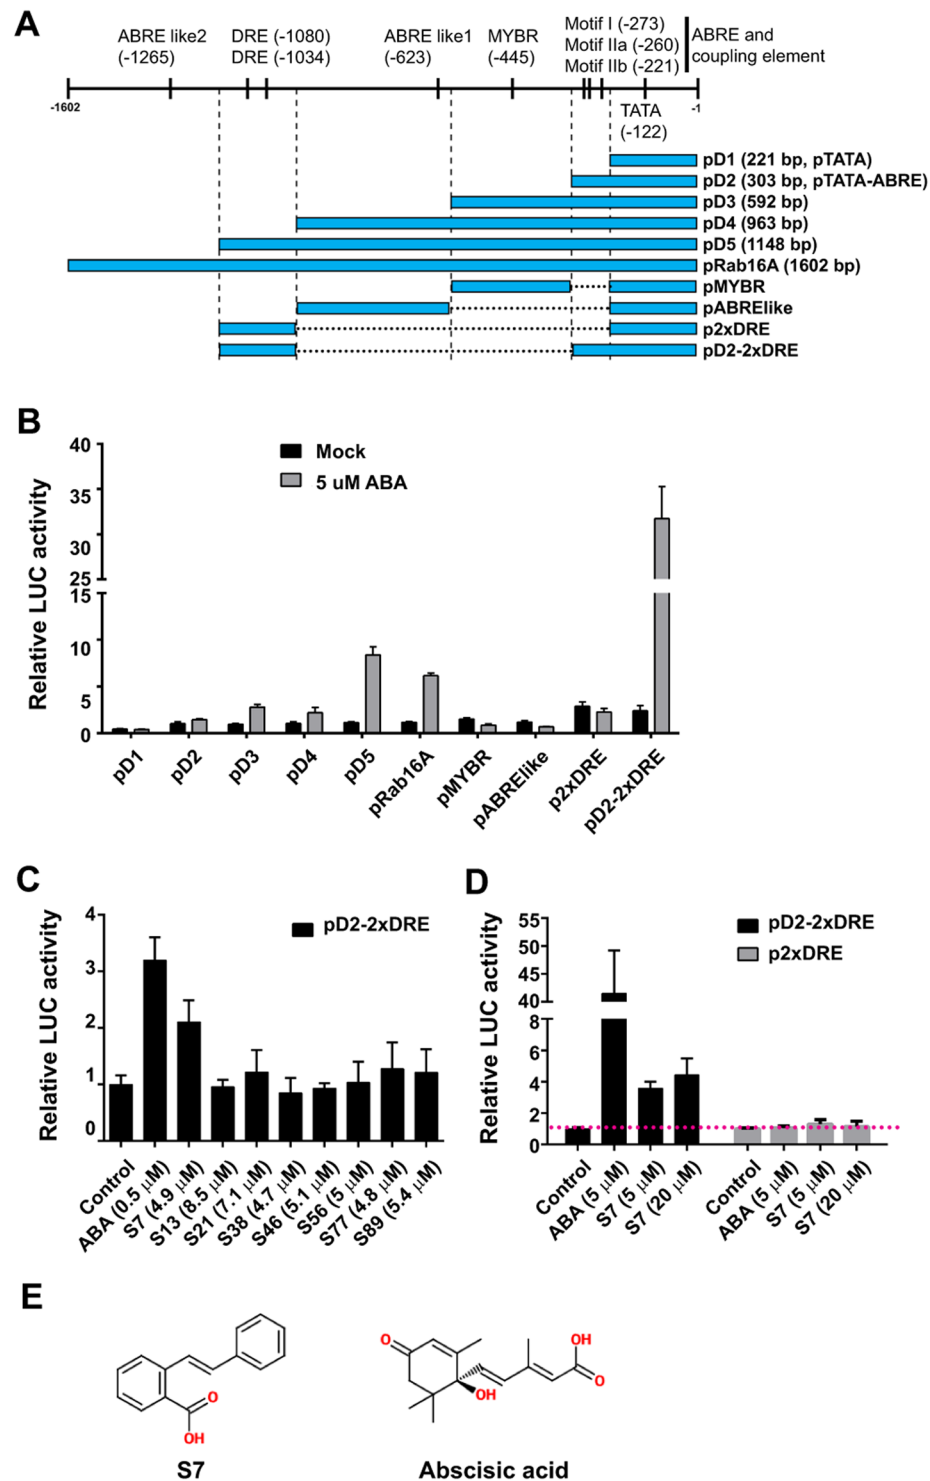 A
ABRE like2
(-1265)
DRE (-1080)
DRE (-1034)
ABRE like1
(-623)
MYBR
(-445)
Motif I (-273)
Motif IIa (-260)
Motif IIb (-221)
ABRE and
coupling element
-1602
-1
TATA
(-122)
pD1 (221 bp, pTATA)
pD2 (303 bp, pTATA-ABRE)
pD3 (592 bp)
pD4 (963 bp)
pD5 (1148 bp)
pRab16A (1602 bp)
pMYBR
pABRElike
p2xDRE
pD2-2xDRE
B
Relative LUC activity
40
35
30
25
15
10
5
0
Mock
5 uM ABA
pD1
pD2
pD3
pD4
pD5
pRab16A
pMYBR
pABRElike
p2xDRE
pD2-2xDRE
C
Relative LUC activity
4
3
2
1
0
pD2-2xDRE
Control
ABA (0.5 μM)
S7 (4.9 μM)
S13 (8.5 μM)
S21 (7.1 μM)
S38 (4.7 μM)
S46 (5.1 μM)
S56 (5 μM)
S77 (4.8 μM)
S89 (5.4 μM)
D
Relative LUC activity
55
50
45
40
8
6
4
2
0
pD2-2xDRE
p2xDRE
Control
ABA (5 μM)
S7 (5 μM)
S7 (20 μM)
Control
ABA (5 μM)
S7 (5 μM)
S7 (20 μM)
E
O
OH
S7
O
OH
OH
O
Abscisic acid